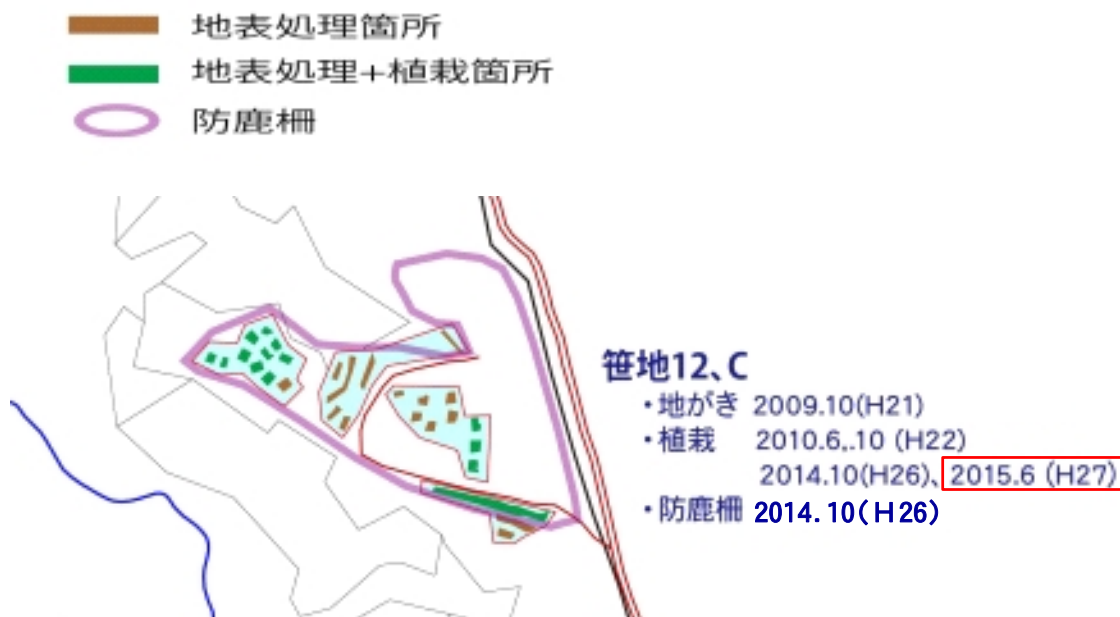 地表処理箇所
地表処理+植栽箇所
防鹿柵
笹地12、C
・地がき 2009.10(H21)
・植栽 2010.6,.10 (H22)
2014.10(H26)、2015.6 (H27)
・防鹿柵 2014.10(H26)